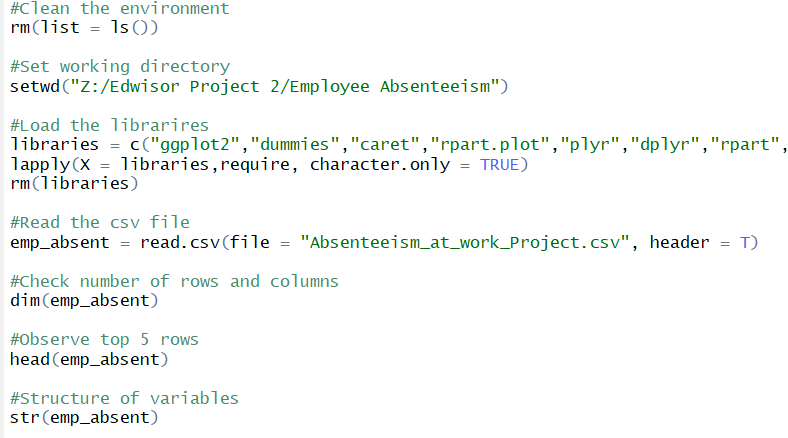 #Clean the environment
rm(list = ls())
#Set working directory
setwd("Z:/Edwisor Project 2/Employee Absenteeism")
#Load the librarires
libraries = c("ggplot2","dummies","caret","rpart.plot","plyr","dplyr","rpart",
lapply(X = libraries,require, character.only = TRUE)
rm(libraries)
#Read the csv file
emp_absent = read.csv(file = "Absenteeism_at_work_Project.csv", header = T)
#Check number of rows and columns
dim(emp_absent)
#Observe top 5 rows
head(emp_absent)
#Structure of variables
str(emp_absent)